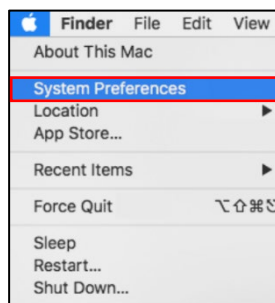 Finder File Edit View
About This Mac
System Preferences
Location
App Store...
Recent Items
Force Quit ⌥⇧⌘⎋
Sleep
Restart...
Shut Down...